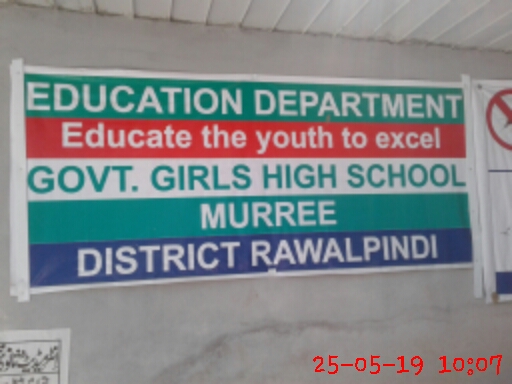 EDUCATION DEPARTMENT
Educate the youth to excel
GOVT. GIRLS HIGH SCHOOL
MURREE
DISTRICT RAWALPINDI
25-05-19 10:07